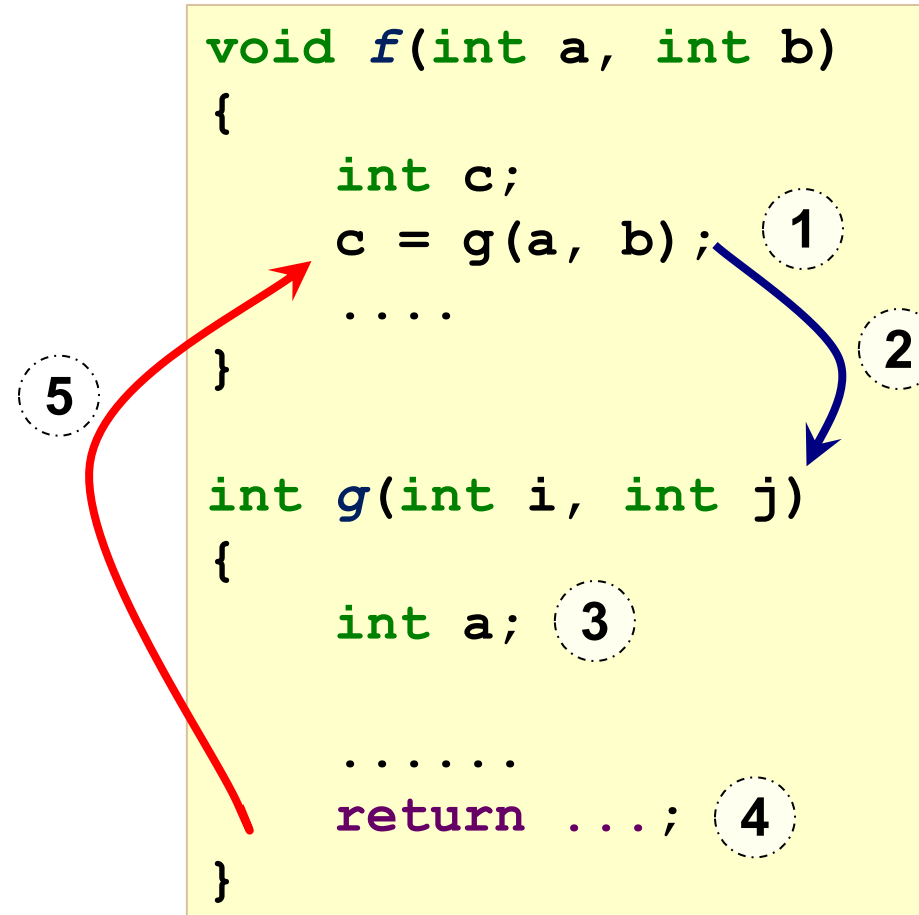 void f(int a, int b)
{
int c;
c = g(a, b);
1
....
2
}
5
int g(int i, int j)
{
int a;
3
......
return ...;
4
}